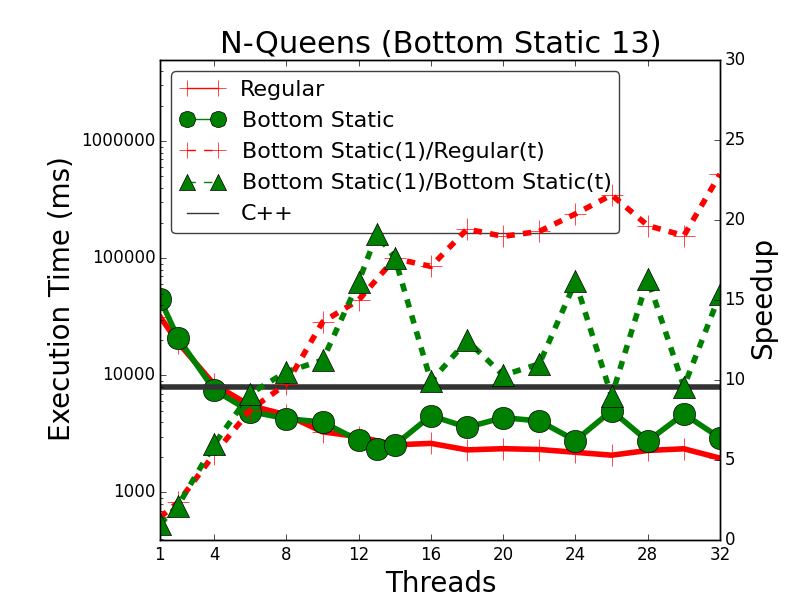 N-Queens (Bottom Static 13)
Regular
Bottom Static
Bottom Static(1)/Regular(t)
Bottom Static(1)/Bottom Static(t)
C++
Execution Time (ms)
1000000
100000
10000
1000
30
25
20
15
10
5
0
Speedup
1 4 8 12 16 20 24 28 32
Threads